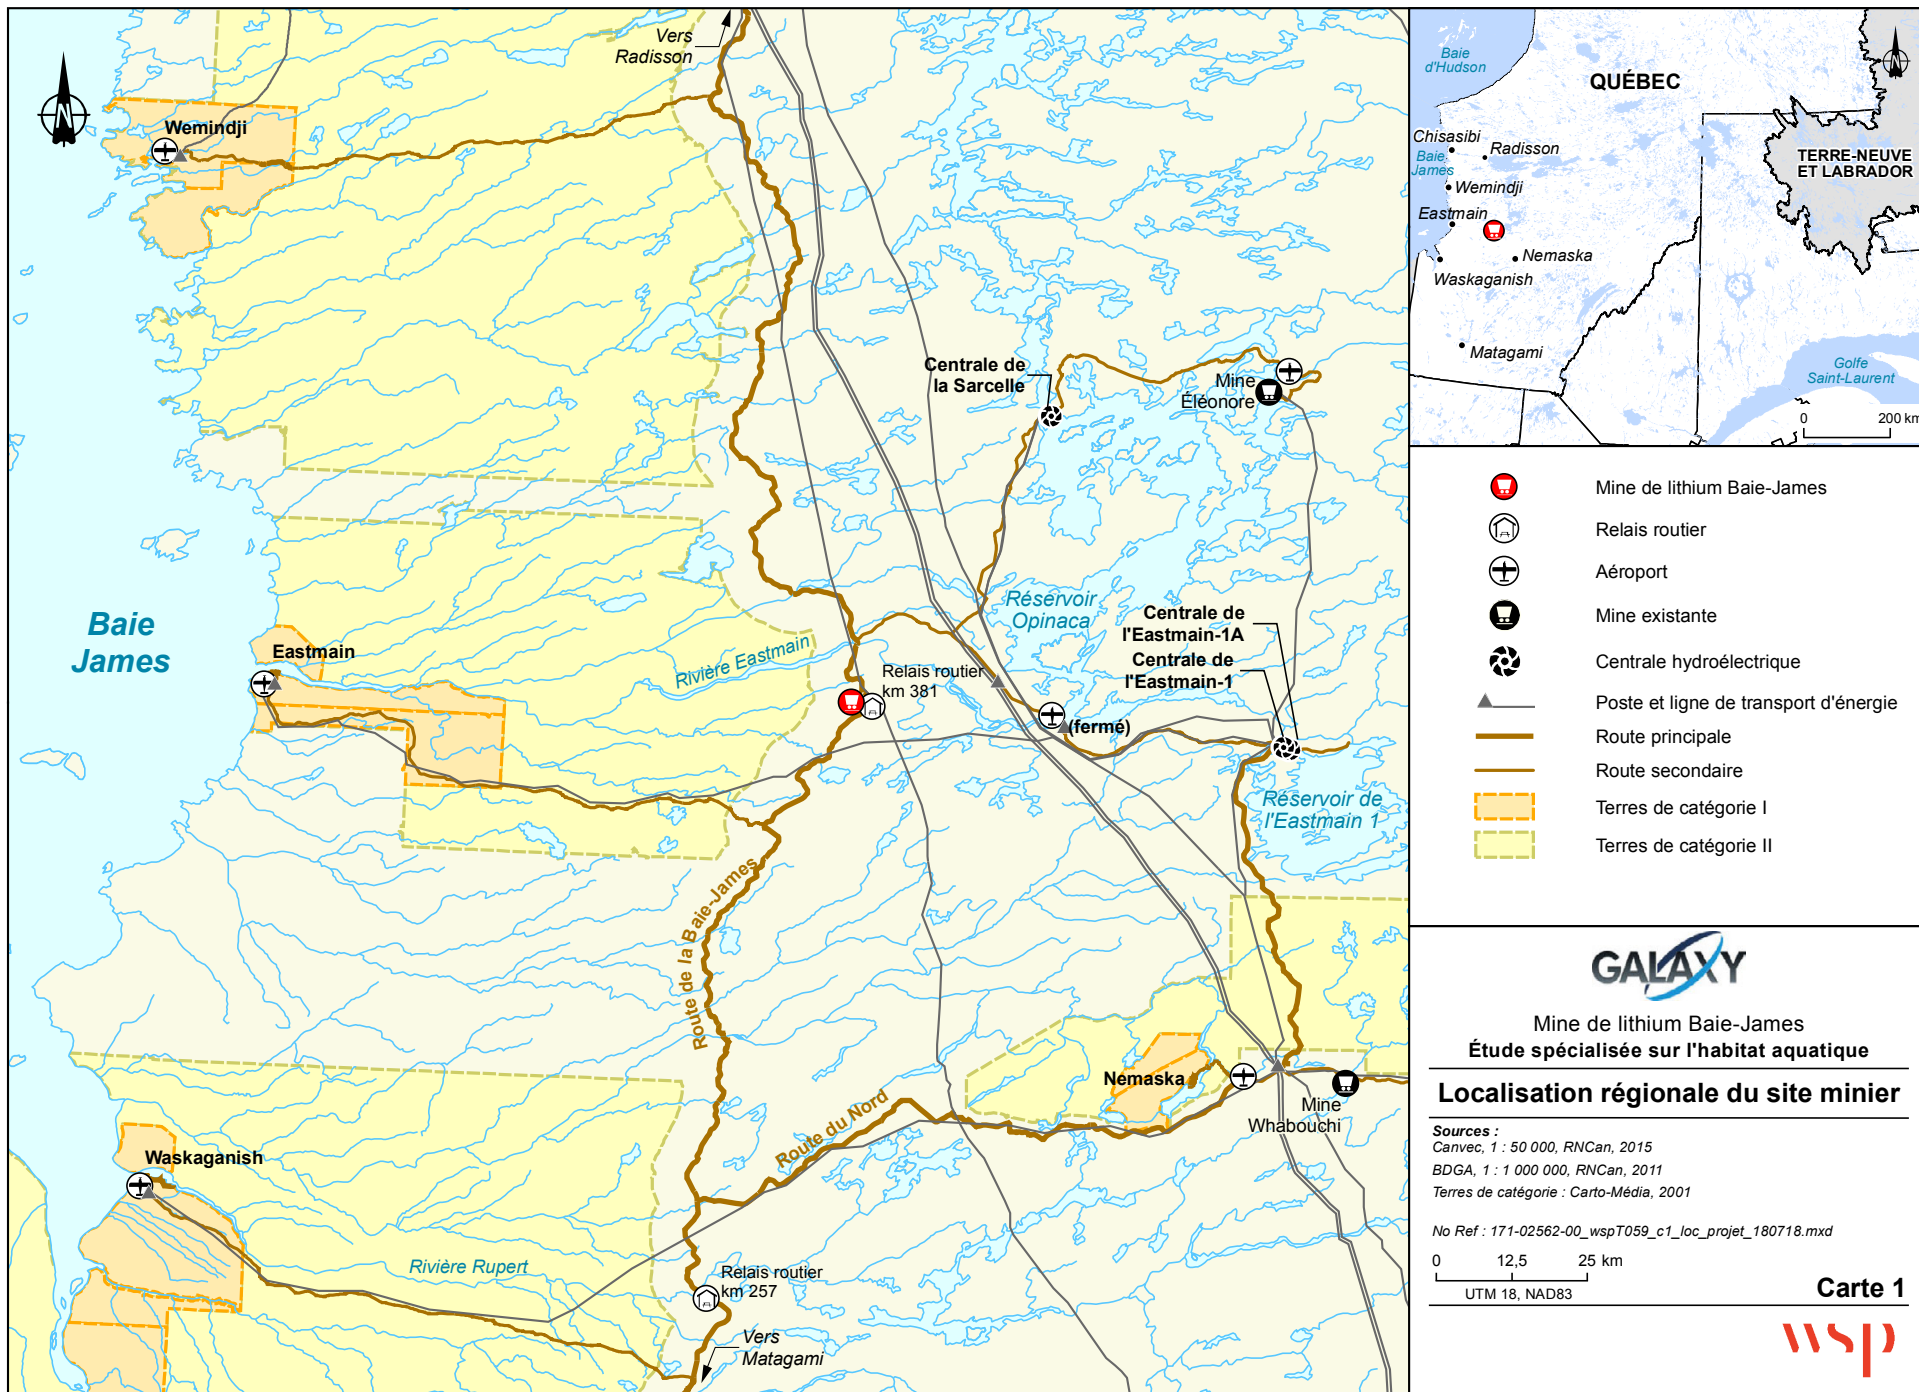 Vers
Radisson
Wemindji
Centrale de
la Sarcelle
Mine
Éléonore
Baie
James
Eastmain
Rivière Eastmain
Réservoir
Opinaca
Centrale de
l'Eastmain-1A
Centrale de
l'Eastmain-1
Relais routier
km 381
(fermé)
Réservoir de
l'Eastmain 1
Route de la Baie-James
Nemaska
Mine
Whabouchi
Route du Nord
Waskaganish
Rivière Rupert
Relais routier
km 257
Vers
Matagami
N
Baie
d'Hudson
QUÉBEC
N
Chisasibi
Baie
James
Radisson
Wemindji
TERRE-NEUVE
ET LABRADOR
Eastmain
Nemaska
Waskaganish
Matagami
Golfe
Saint-Laurent
0 200 km
Mine de lithium Baie-James
Relais routier
Aéroport
Mine existante
Centrale hydroélectrique
Poste et ligne de transport d'énergie
Route principale
Route secondaire
Terres de catégorie I
Terres de catégorie II
GALAXY
Mine de lithium Baie-James
Étude spécialisée sur l'habitat aquatique
Localisation régionale du site minier
Sources :
Canvec, 1 : 50 000, RNCan, 2015
BDGA, 1 : 1 000 000, RNCan, 2011
Terres de catégorie : Carto-Média, 2001
No Ref : 171-02562-00_wspT059_c1_loc_projet_180718.mxd
0 12,5 25 km
UTM 18, NAD83
Carte 1
wsp